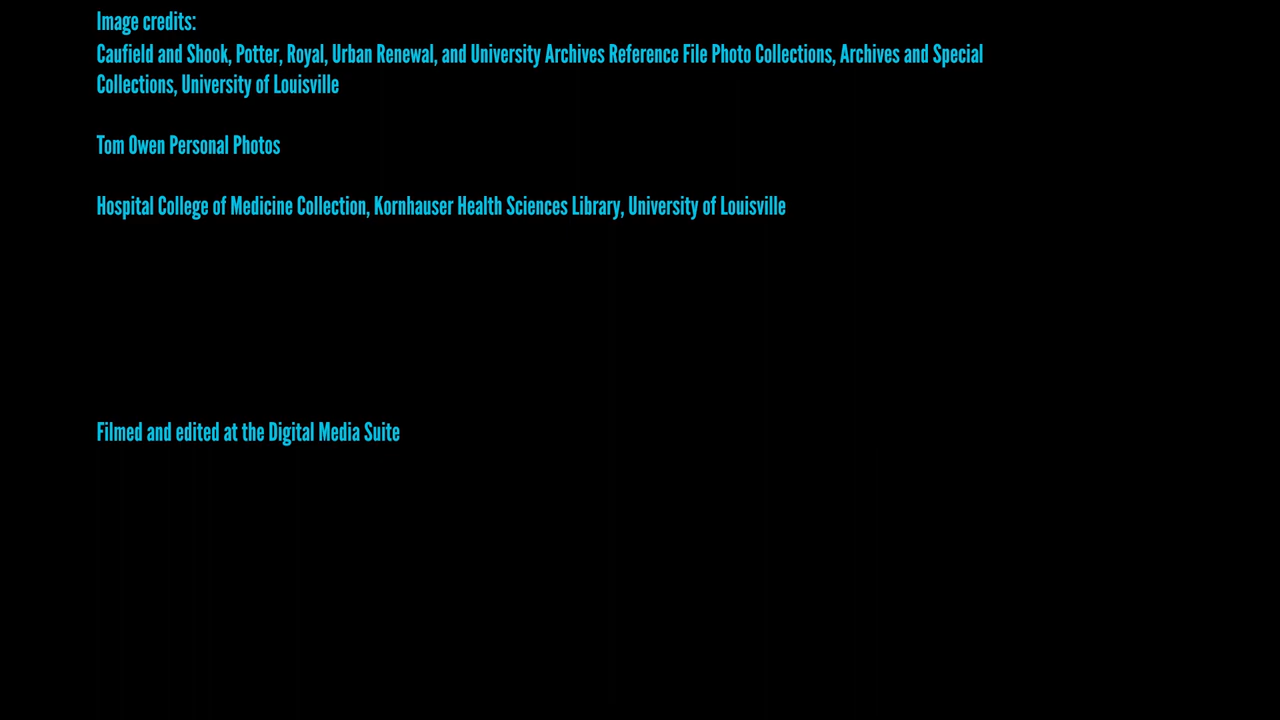 Image credits:
Caufield and Shook, Potter, Royal, Urban Renewal, and University Archives Reference File Photo Collections, Archives and Special
Collections, University of Louisville
Tom Owen Personal Photos
Hospital College of Medicine Collection, Kornhauser Health Sciences Library, University of Louisville
Filmed and edited at the Digital Media Suite